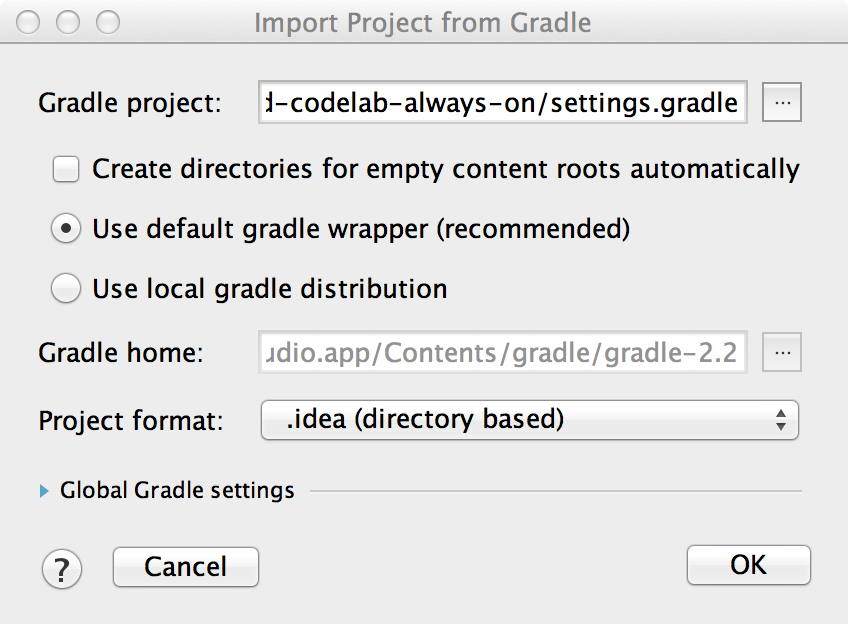 Import Project from Gradle
Gradle project: d-codelab-always-on/settings.gradle ...
Create directories for empty content roots automatically
Use default gradle wrapper (recommended)
Use local gradle distribution
Gradle home: udio.app/Contents/gradle/gradle-2.2 ...
Project format: .idea (directory based)
Global Gradle settings
? Cancel OK